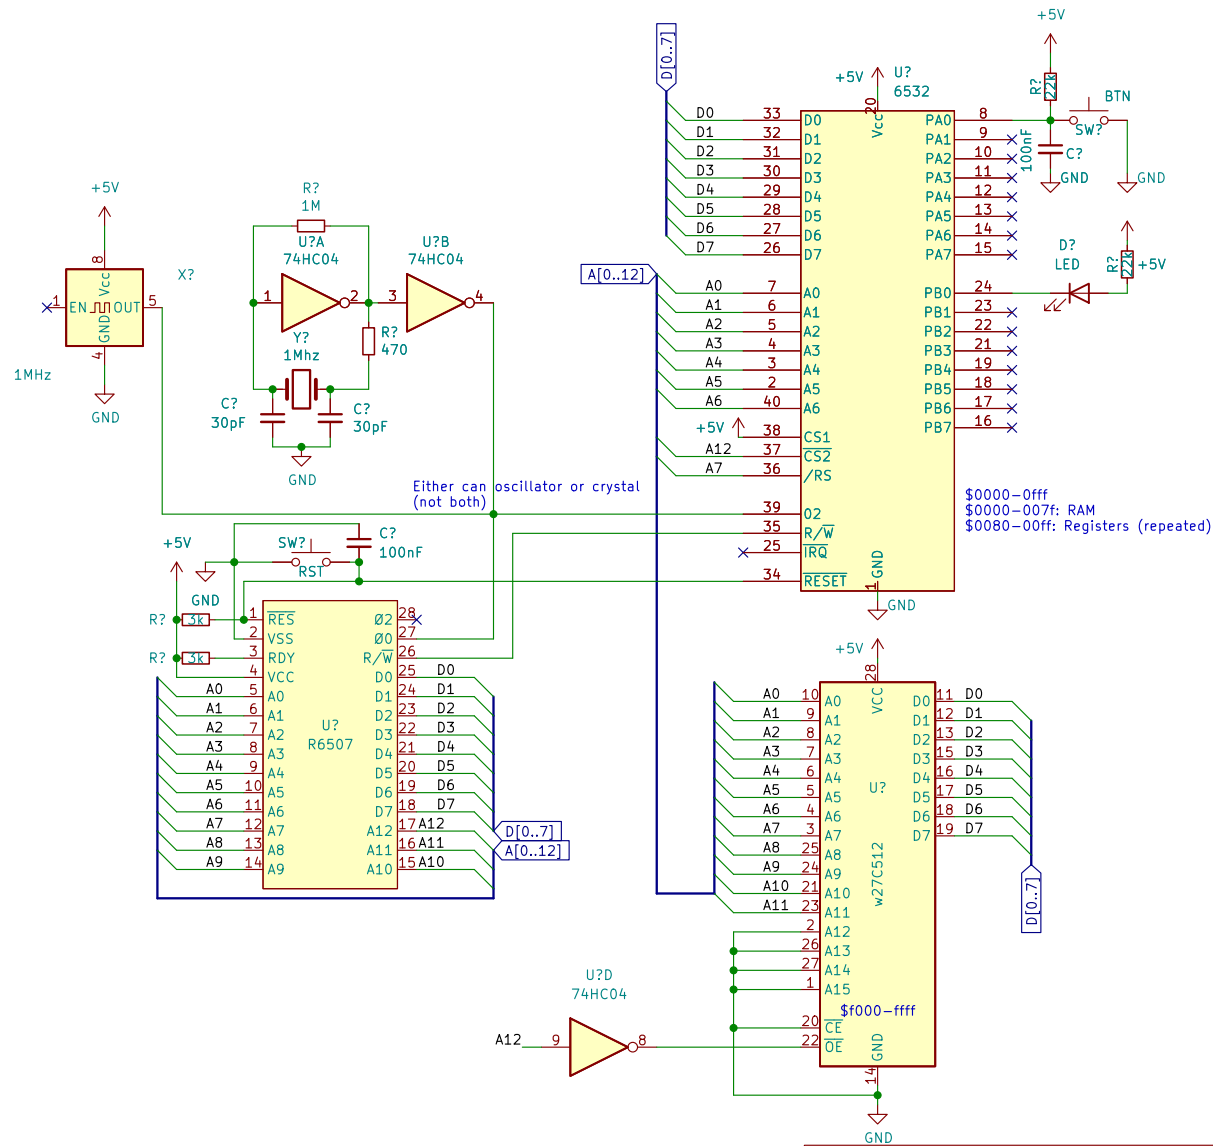 +5V
X?
8
Vcc
1
EN
OUT
5
GND
4
1MHz
GND
R?
1M
U?A
74HC04
1
2
U?B
74HC04
3
4
Y?
1Mhz
R?
470
C?
30pF
C?
30pF
GND
Either can oscillator or crystal
(not both)
D[0..7]
+5V
U?
6532
20
Vcc
D0 33 D0
D1 32 D1
D2 31 D2
D3 30 D3
D4 29 D4
D5 28 D5
D6 27 D6
D7 26 D7
A[0..12]
A0 7 A0
A1 6 A1
A2 5 A2
A3 4 A3
A4 3 A4
A5 2 A5
A6 40 A6
+5V 38 CS1
A12 37 CS2
A7 36 /RS
39 O2
35 R/W
25 IRQ
34 RESET
1
GND
GND
PA0 8
PA1 9
PA2 10
PA3 11
PA4 12
PA5 13
PA6 14
PA7 15
PB0 24
PB1 23
PB2 22
PB3 21
PB4 20
PB5 18
PB6 17
PB7 16
+5V
R?
22k
BTN
SW?
100nF
C?
GND
GND
D?
LED
R?
22k
+5V
$0000-0fff
$0000-007f: RAM
$0080-00ff: Registers (repeated)
+5V
SW?
RST
C?
100nF
GND
R? 3k
R? 3k
U?
R6507
1 RES
2 VSS
3 RDY
4 VCC
A0 5 A0
A1 6 A1
A2 7 A2
A3 8 A3
A4 9 A4
A5 10 A5
A6 11 A6
A7 12 A7
A8 13 A8
A9 14 A9
Ø2 28
Ø0 27
R/W 26
D0 25 D0
D1 24 D1
D2 23 D2
D3 22 D3
D4 21 D4
D5 20 D5
D6 19 D6
D7 18 D7
A12 17 A12
A11 16 A11
A10 15 A10
D[0..7]
A[0..12]
+5V
28
VCC
A0 10 A0
A1 9 A1
A2 8 A2
A3 7 A3
A4 6 A4
A5 5 A5
A6 4 A6
A7 3 A7
A8 25 A8
A9 24 A9
A10 21 A10
A11 23 A11
2 A12
26 A13
27 A14
1 A15
20 CE
22 OE
U?
w27C512
$f000-ffff
GND
14
GND
D0 11 D0
D1 12 D1
D2 13 D2
D3 15 D3
D4 16 D4
D5 17 D5
D6 18 D6
D7 19 D7
D[0..7]
U?D
74HC04
A12 9
8